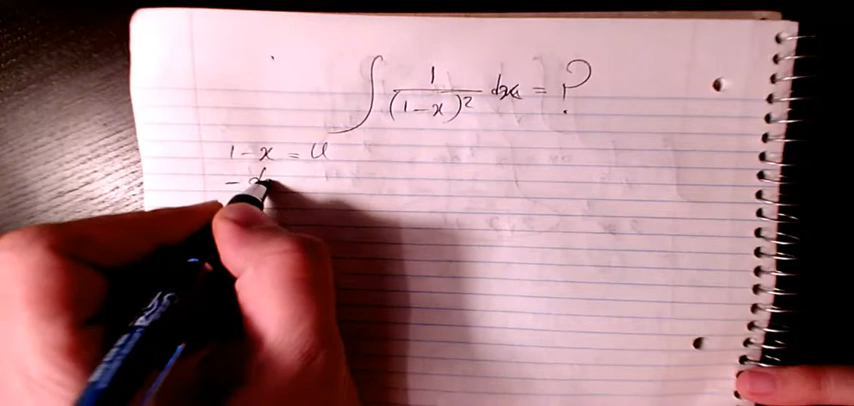 ∫ 1/(1-x)² dx = ?
1-x = u
- d